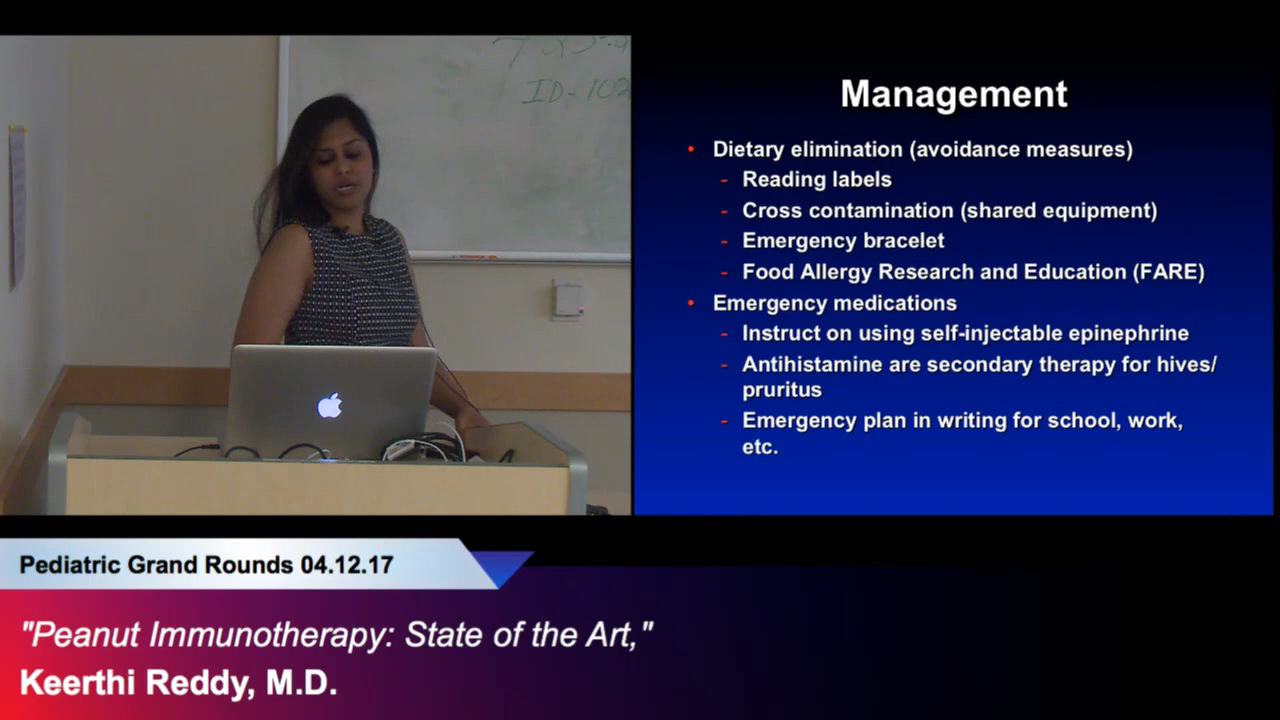 ID-102
Management
• Dietary elimination (avoidance measures)
- Reading labels
- Cross contamination (shared equipment)
- Emergency bracelet
- Food Allergy Research and Education (FARE)
• Emergency medications
- Instruct on using self-injectable epinephrine
- Antihistamine are secondary therapy for hives/
pruritus
- Emergency plan in writing for school, work,
etc.
Pediatric Grand Rounds 04.12.17
"Peanut Immunotherapy: State of the Art,"
Keerthi Reddy, M.D.